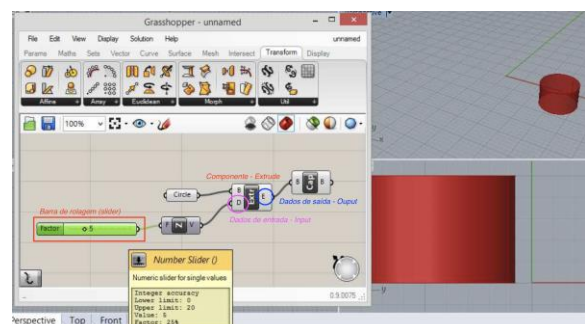 Grasshopper - unnamed
File Edit View Display Solution Help unnamed
Params Maths Sets Vector Curve Surface Mesh Intersect Transform Display
Affine Array Euclidean Morph Util
100%
Componente - Extrude
Circle
B
D
Extr
E
B
Cap
B
Dados de saída - Ouput
Barra de rotagem (slider)
Dados de entrada - Input
Factor 5
F Z V
Number Slider ()
Numeric slider for single values
Integer accuracy
Lower limit: 0
Upper limit: 20
Value: 5
Factor: 25%
0.9.0075
x
y
Perspective Top Front